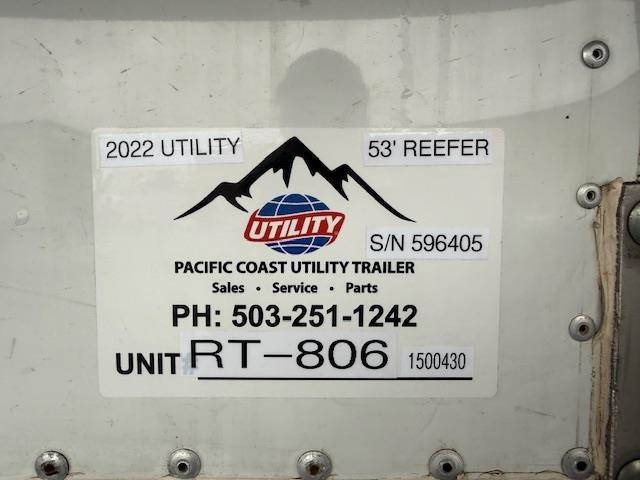 2022 UTILITY
53' REEFER
UTILITY
S/N 596405
PACIFIC COAST UTILITY TRAILER
Sales • Service • Parts
PH: 503-251-1242
UNIT# RT-806 1500430